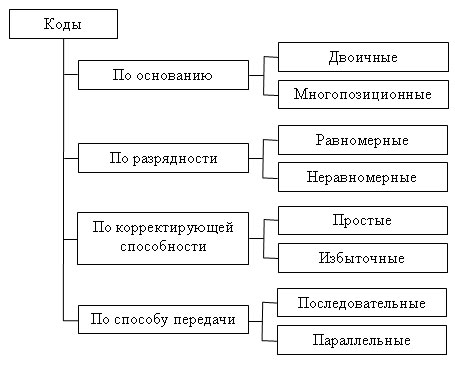 Коды
По основанию
Двоичные
Многопозиционные
По разрядности
Равномерные
Неравномерные
По корректирующей
способности
Простые
Избыточные
По способу передачи
Последовательные
Параллельные